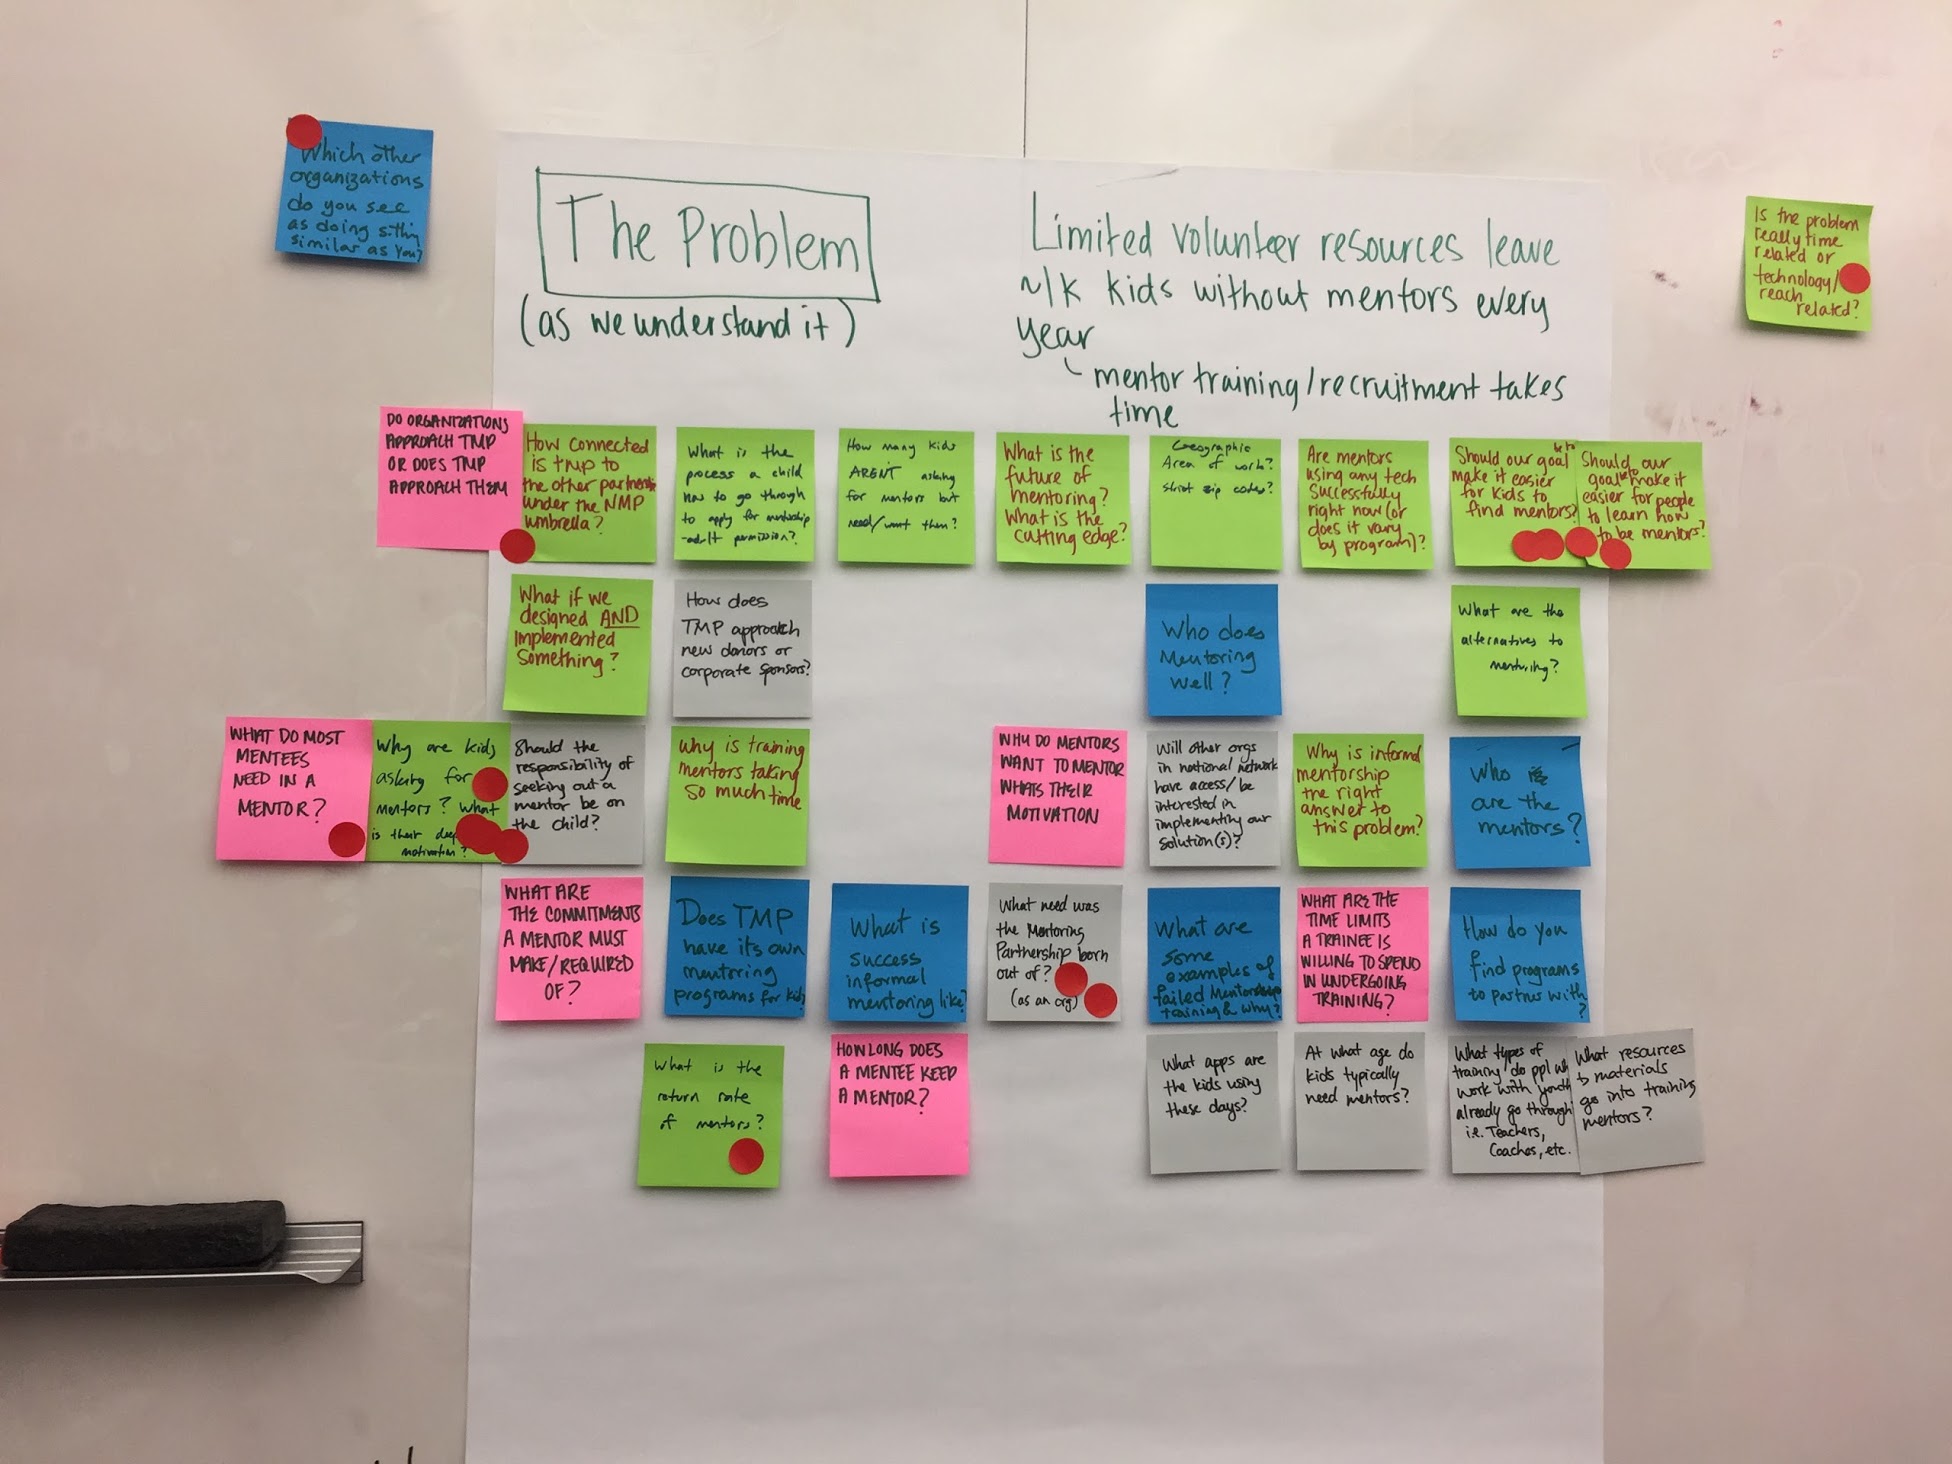 Which other
organizations
do you see
as doing s.thg
similar as you?
The Problem
(as we understand it)
Limited volunteer resources leave
~1K kids without mentors every
year
mentor training/recruitment takes
time
Is the problem
really time
related or
technology/
reach
related?
DO ORGANIZATIONS
APPROACH TMP
OR DOES TMP
APPROACH THEM
How connected
is TMP to
the other partners
under the NMP
umbrella?
What is the
process a child
has to go through
to apply for mentorship
-adult permission?
How many kids
AREN'T asking
for mentors but
need/want them?
What is the
future of
mentoring?
What is the
cutting edge?
Geographic
Area of work?
strict zip codes?
Are mentors
using any tech
successfully
right now (or
does it vary
by program)?
Should our goal be to
make it easier
for kids to
find mentors?
Should our
goal be to make it
easier for people
to learn how
to be mentors?
What if we
designed AND
implemented
something?
How does
TMP approach
new donors or
corporate sponsors?
Who does
Mentoring
well?
What are the
alternatives to
mentoring?
WHAT DO MOST
MENTEES
NEED IN A
MENTOR?
Why are kids
asking for
mentors? What
is their deep
motivation?
Should the
responsibility of
seeking out a
mentor be on
the child?
Why is training
mentors taking
so much time
WHY DO MENTORS
WANT TO MENTOR
WHATS THEIR
MOTIVATION
Will other orgs
in national network
have access/be
interested in
implementing our
solution(s)?
Why is informal
mentorship
the right
answer to
this problem?
Who
are the
mentors?
WHAT ARE
THE COMMITMENTS
A MENTOR MUST
MAKE/REQUIRED
OF?
Does TMP
have its own
mentoring
programs for kids
What is
success
informal
mentoring like?
What need was
the Mentoring
Partnership born
out of?
(as an org)
What are
some
examples of
failed Mentorship
training & why?
WHAT ARE THE
TIME LIMITS
A TRAINEE IS
WILLING TO SPEND
IN UNDERGOING
TRAINING?
How do you
find programs
to partner with?
What is the
return rate
of mentors?
HOW LONG DOES
A MENTEE KEEP
A MENTOR?
What apps are
the kids using
these days?
At what age do
kids typically
need mentors?
What types of
training do ppl
work with youth
already go through
i.e. Teachers,
Coaches, etc.
What resources
& materials
go into training
mentors?